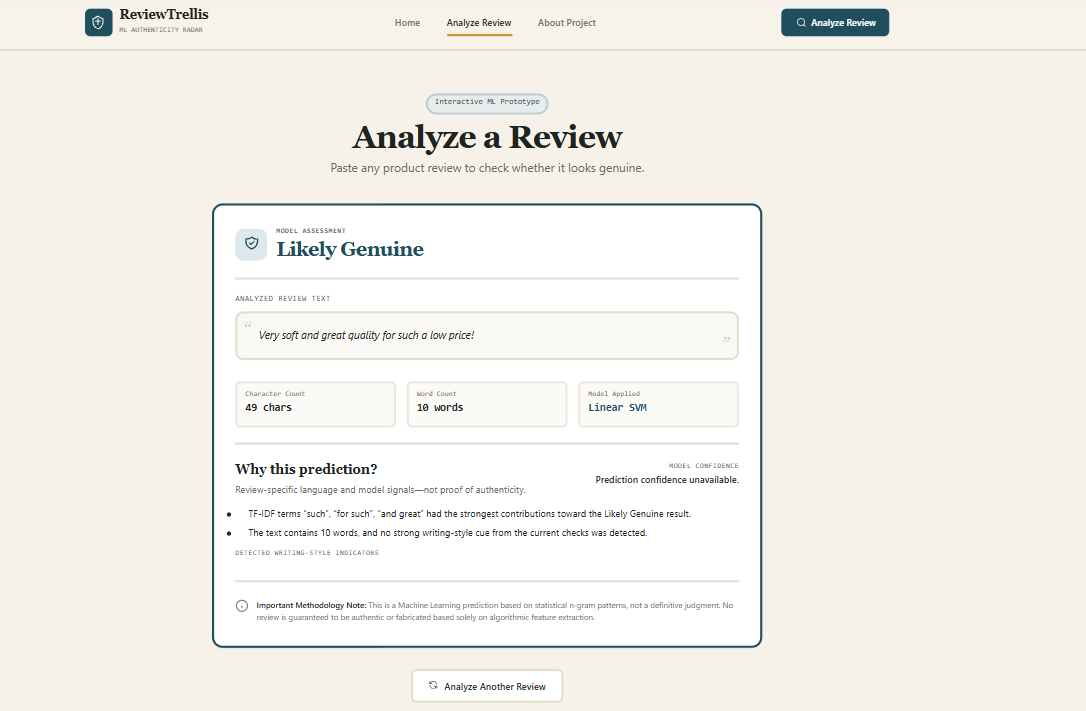 ReviewTrellis
ML AUTHENTICITY RADAR
Home
Analyze Review
About Project
Analyze Review
Interactive ML Prototype
Analyze a Review
Paste any product review to check whether it looks genuine.
MODEL ASSESSMENT
Likely Genuine
ANALYZED REVIEW TEXT
“
Very soft and great quality for such a low price!
”
Character Count
49 chars
Word Count
10 words
Model Applied
Linear SVM
Why this prediction?
Review-specific language and model signals—not proof of authenticity.
MODEL CONFIDENCE
Prediction confidence unavailable.
• TF-IDF terms “such”, “for such”, “and great” had the strongest contributions toward the Likely Genuine result.
• The text contains 10 words, and no strong writing-style cue from the current checks was detected.
DETECTED WRITING-STYLE INDICATORS
Important Methodology Note: This is a Machine Learning prediction based on statistical n-gram patterns, not a definitive judgment. No
review is guaranteed to be authentic or fabricated based solely on algorithmic feature extraction.
Analyze Another Review